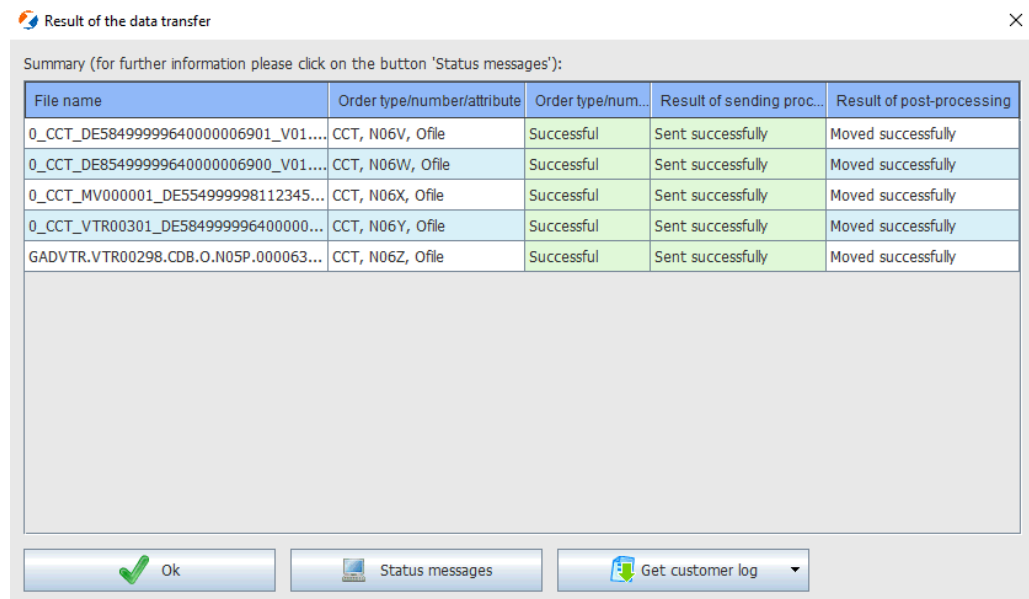 Result of the data transfer
Summary (for further information please click on the button 'Status messages'):
File name Order type/number/attribute Order type/num... Result of sending proc... Result of post-processing
0_CCT_DE58499999640000006901_V01.... CCT, N06V, Ofile Successful Sent successfully Moved successfully
0_CCT_DE85499999640000006900_V01.... CCT, N06W, Ofile Successful Sent successfully Moved successfully
0_CCT_MV000001_DE554999998112345... CCT, N06X, Ofile Successful Sent successfully Moved successfully
0_CCT_VTR00301_DE584999996400000... CCT, N06Y, Ofile Successful Sent successfully Moved successfully
GADVTR.VTR00298.CDB.O.N05P.000063... CCT, N06Z, Ofile Successful Sent successfully Moved successfully
Ok Status messages Get customer log